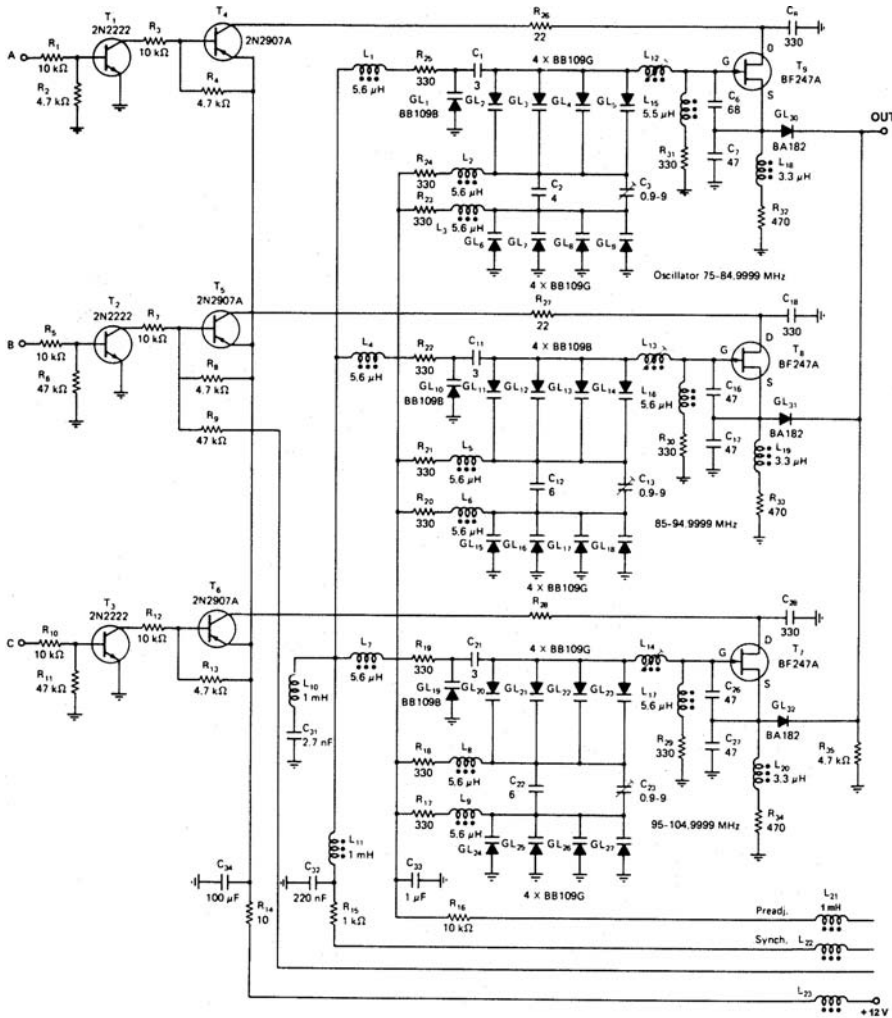 T1
2N2222
R1
10 kΩ
R2
4.7 kΩ
A
R3
10 kΩ
T4
2N2907A
R4
4.7 kΩ
R26
22
C6
330
L1
5.6 μH
R25
330
C1
3
GL1
BB109B
4 × BB109G
GL2
GL3
GL4
GL5
L12
L15
5.5 μH
R31
330
G
D
S
T9
BF247A
C6
68
C7
47
GL30
BA182
OUT
L18
3.3 μH
R32
470
R24
330
L2
5.6 μH
R23
330
L3
5.6 μH
C2
4
C3
0.9-9
GL6
GL7
GL8
GL9
4 × BB109G
Oscillator 75-84,9999 MHz
T2
2N2222
B
R5
10 kΩ
R6
47 kΩ
R7
10 kΩ
T5
2N2907A
R8
4.7 kΩ
R9
47 kΩ
R27
22
C18
330
L4
5.6 μH
R22
330
C11
3
GL10
BB109B
4 × BB109B
GL11
GL12
GL13
GL14
L13
L16
5.6 μH
R30
330
G
D
S
T8
BF247A
C16
47
C17
47
GL31
BA182
L19
3.3 μH
R33
470
R21
330
L5
5.6 μH
R20
330
L6
5.6 μH
C12
6
C13
0.9-9
GL15
GL16
GL17
GL18
4 × BB109G
85-94,9999 MHz
T3
2N2222
C
R10
10 kΩ
R11
47 kΩ
R12
10 kΩ
T6
2N2907A
R13
4.7 kΩ
R28
C28
330
L7
5.6 μH
R19
330
C21
3
GL19
BB109B
4 × BB109G
GL20
GL21
GL22
GL23
L14
L17
5.6 μH
R29
330
G
D
S
T7
BF247A
C26
47
C27
47
GL32
BA182
R35
4.7 kΩ
L20
3.3 μH
R34
470
L10
1 mH
C31
2.7 nF
R18
330
L8
5.6 μH
R17
330
L9
5.6 μH
C22
6
C23
0.9-9
GL24
GL25
GL26
GL27
4 × BB109G
95-104,9999 MHz
L11
1 mH
C34
100 μF
C32
220 nF
C33
1 μF
R14
10
R15
1 kΩ
R16
10 kΩ
Preadj.
L21
1 mH
Synch.
L22
L23
+12V